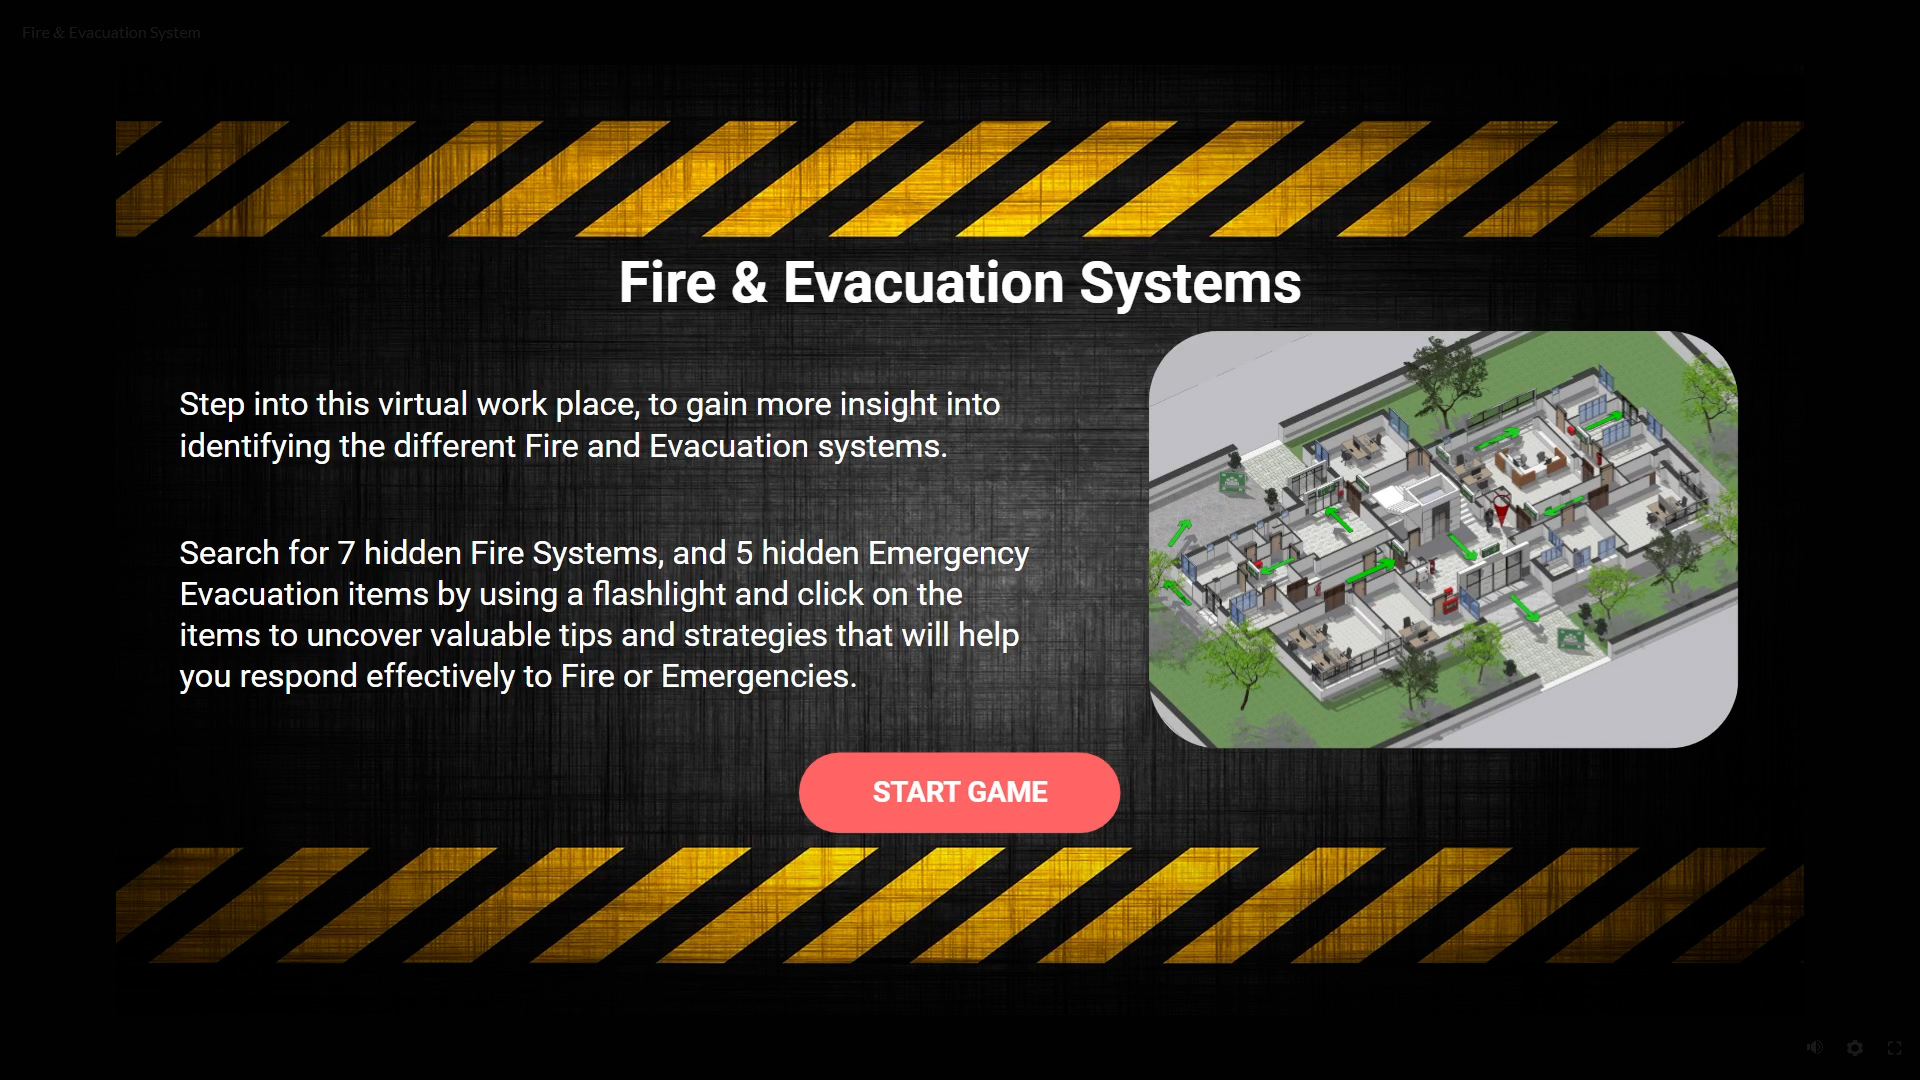 Fire & Evacuation System
Fire & Evacuation Systems
Step into this virtual work place, to gain more insight into
identifying the different Fire and Evacuation systems.
Search for 7 hidden Fire Systems, and 5 hidden Emergency
Evacuation items by using a flashlight and click on the
items to uncover valuable tips and strategies that will help
you respond effectively to Fire or Emergencies.
START GAME